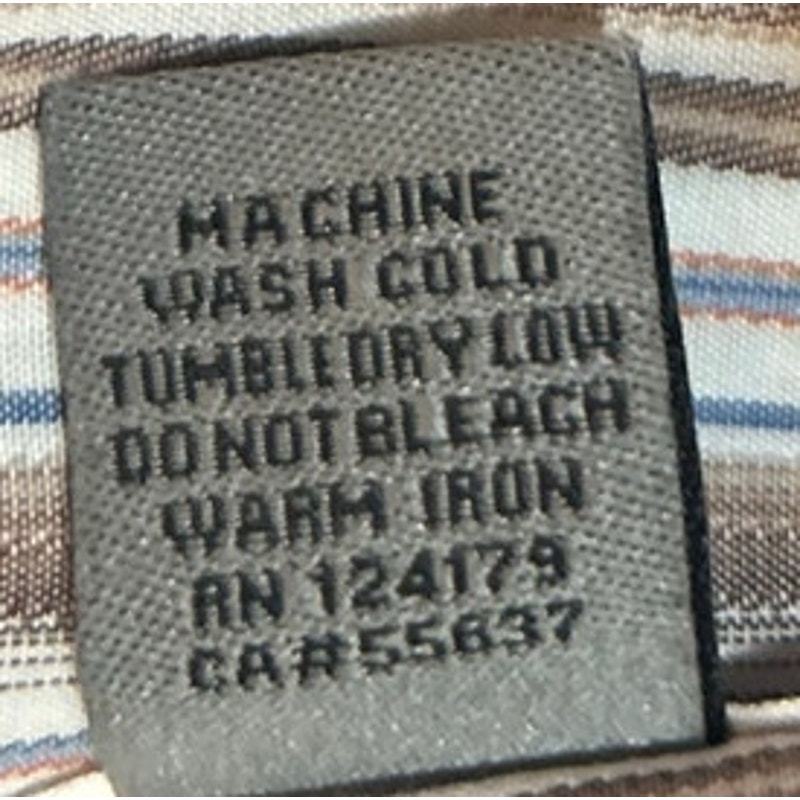 MACHINE
WASH COLD
TUMBLE DRY LOW
DO NOT BLEACH
WARM IRON
RN 124179
CA#55637